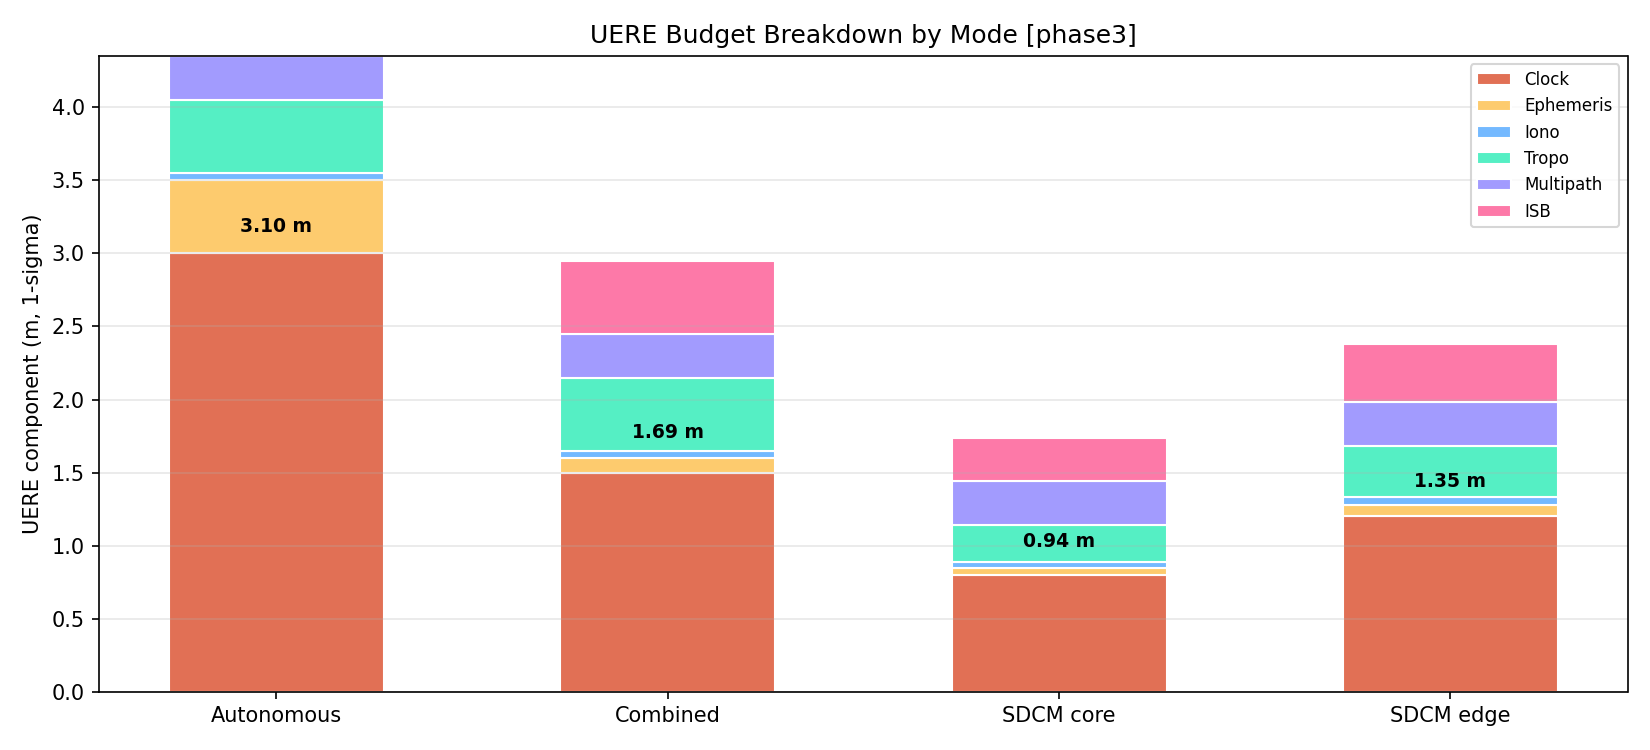 UERE Budget Breakdown by Mode [phase3]
UERE component (m, 1-sigma)
4.0
3.5
3.0
2.5
2.0
1.5
1.0
0.5
0.0
Clock
Ephemeris
Iono
Tropo
Multipath
ISB
3.10 m
1.69 m
0.94 m
1.35 m
Autonomous
Combined
SDCM core
SDCM edge